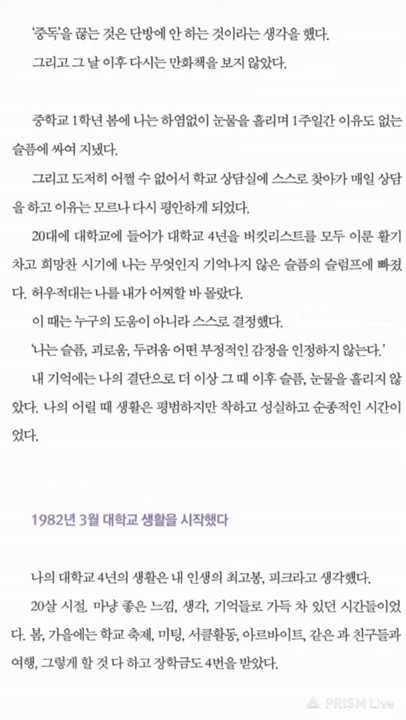 ‘중독’을 끊는 것은 단방에 안 하는 것이라는 생각을 했다.
그리고 그 날 이후 다시는 만화책을 보지 않았다.
중학교 1학년 봄에 나는 하염없이 눈물을 흘리며 1주일간 이유도 없는
슬픔에 싸여 지냈다.
그리고 도저히 어쩔 수 없어서 학교 상담실에 스스로 찾아가 매일 상담
을 하고 이유는 모르나 다시 평안하게 되었다.
20대에 대학교에 들어가 대학교 4년을 버킷리스트를 모두 이룬 활기
차고 희망찬 시기에 나는 무엇인지 기억나지 않은 슬픔의 슬럼프에 빠졌
다. 허우적대는 나를 내가 어찌할 바 몰랐다.
이 때는 누구의 도움이 아니라 스스로 결정했다.
‘나는 슬픔, 괴로움, 두려움 어떤 부정적인 감정을 인정하지 않는다.’
내 기억에는 나의 결단으로 더 이상 그 때 이후 슬픔, 눈물을 흘리지 않
았다. 나의 어릴 때 생활은 평범하지만 착하고 성실하고 순종적인 시간이
었다.
1982년 3월 대학교 생활을 시작했다
나의 대학교 4년의 생활은 내 인생의 최고봉, 피크라고 생각했다.
20살 시절. 마냥 좋은 느낌, 생각, 기억들로 가득 차 있던 시간들이었
다. 봄, 가을에는 학교 축제, 미팅, 서클활동, 아르바이트, 같은 과 친구들과
여행, 그렇게 할 것 다 하고 장학금도 4번을 받았다.
PRISM Live